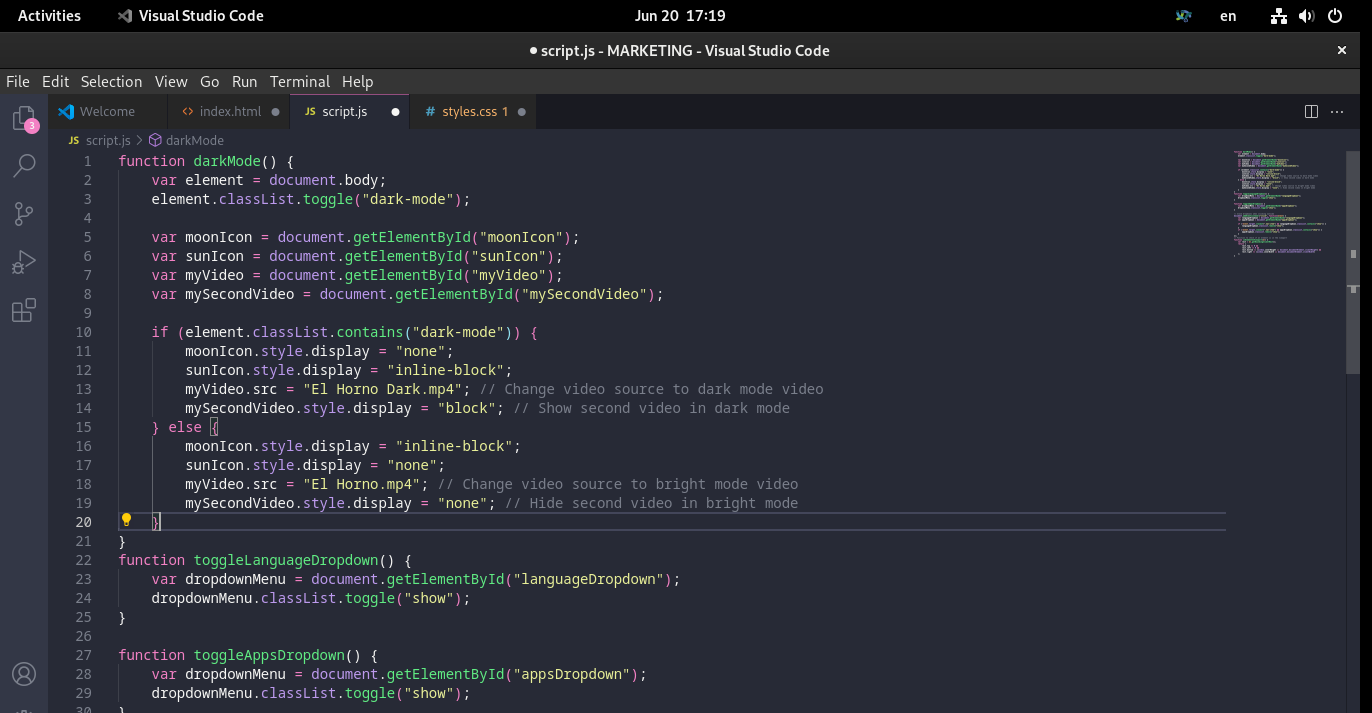 Activities Visual Studio Code Jun 20 17:19 en
● script.js - MARKETING - Visual Studio Code ×
File Edit Selection View Go Run Terminal Help
Welcome <> index.html ● JS script.js ● # styles.css 1 ●
JS script.js > darkMode
3
1 function darkMode() {
2 var element = document.body;
3 element.classList.toggle("dark-mode");
4
5 var moonIcon = document.getElementById("moonIcon");
6 var sunIcon = document.getElementById("sunIcon");
7 var myVideo = document.getElementById("myVideo");
8 var mySecondVideo = document.getElementById("mySecondVideo");
9
10 if (element.classList.contains("dark-mode")) {
11 moonIcon.style.display = "none";
12 sunIcon.style.display = "inline-block";
13 myVideo.src = "El Horno Dark.mp4"; // Change video source to dark mode video
14 mySecondVideo.style.display = "block"; // Show second video in dark mode
15 } else {
16 moonIcon.style.display = "inline-block";
17 sunIcon.style.display = "none";
18 myVideo.src = "El Horno.mp4"; // Change video source to bright mode video
19 mySecondVideo.style.display = "none"; // Hide second video in bright mode
20 }
21 }
22 function toggleLanguageDropdown() {
23 var dropdownMenu = document.getElementById("languageDropdown");
24 dropdownMenu.classList.toggle("show");
25 }
26
27 function toggleAppsDropdown() {
28 var dropdownMenu = document.getElementById("appsDropdown");
29 dropdownMenu.classList.toggle("show");
30 }